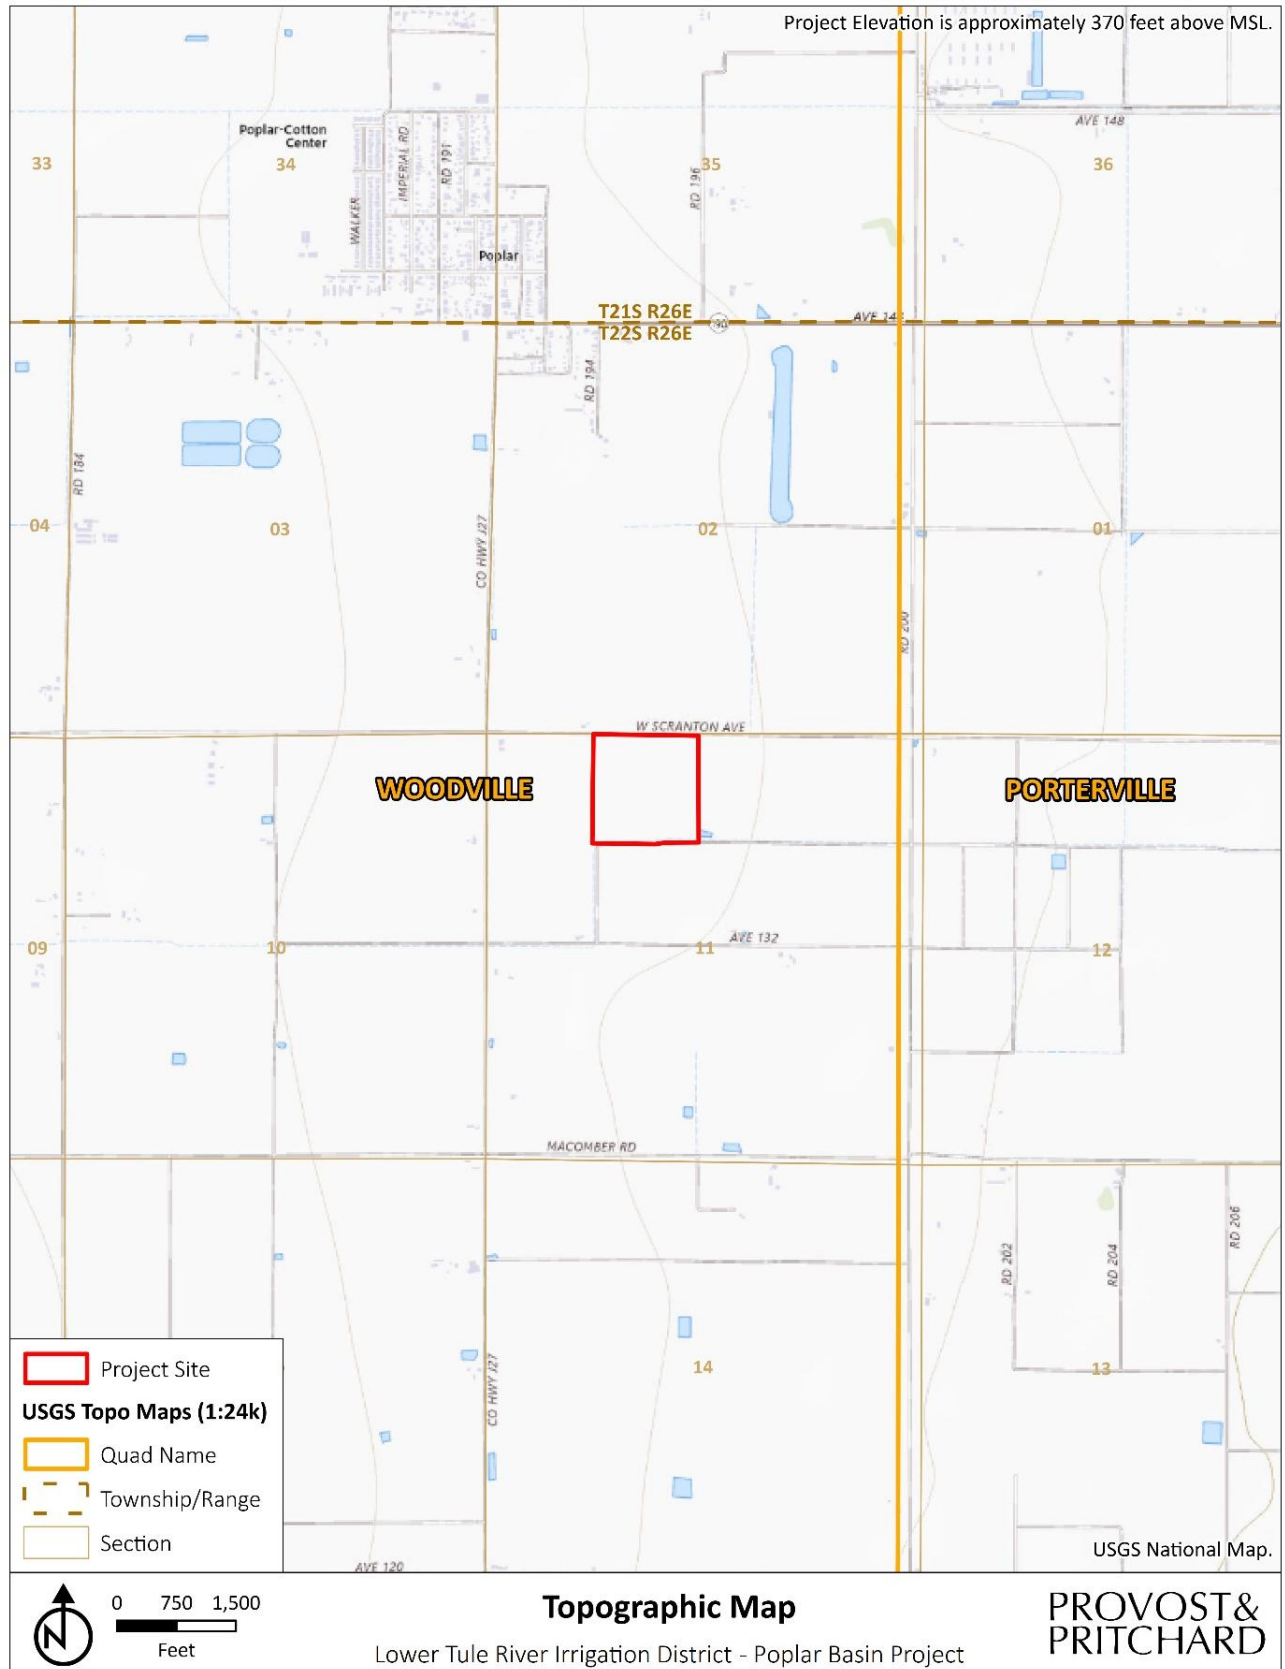 Project Elevation is approximately 370 feet above MSL.
AVE 148
Poplar-Cotton
Center
33
34
35
36
WALKER
IMPERIAL RD
RD 191
RD 196
Poplar
T21S R26E
T22S R26E
90
AVE 14
RD 194
RD 184
04
03
CO HWY J27
02
01
RD 200
W SCRANTON AVE
WOODVILLE
PORTERVILLE
09
10
11
AVE 132
12
MACOMBER RD
RD 202
RD 204
RD 206
CO HWY J27
14
13
AVE 120
Project Site
USGS Topo Maps (1:24k)
Quad Name
Township/Range
Section
USGS National Map.
N
0 750 1,500
Feet
Topographic Map
Lower Tule River Irrigation District - Poplar Basin Project
PROVOST&
PRITCHARD